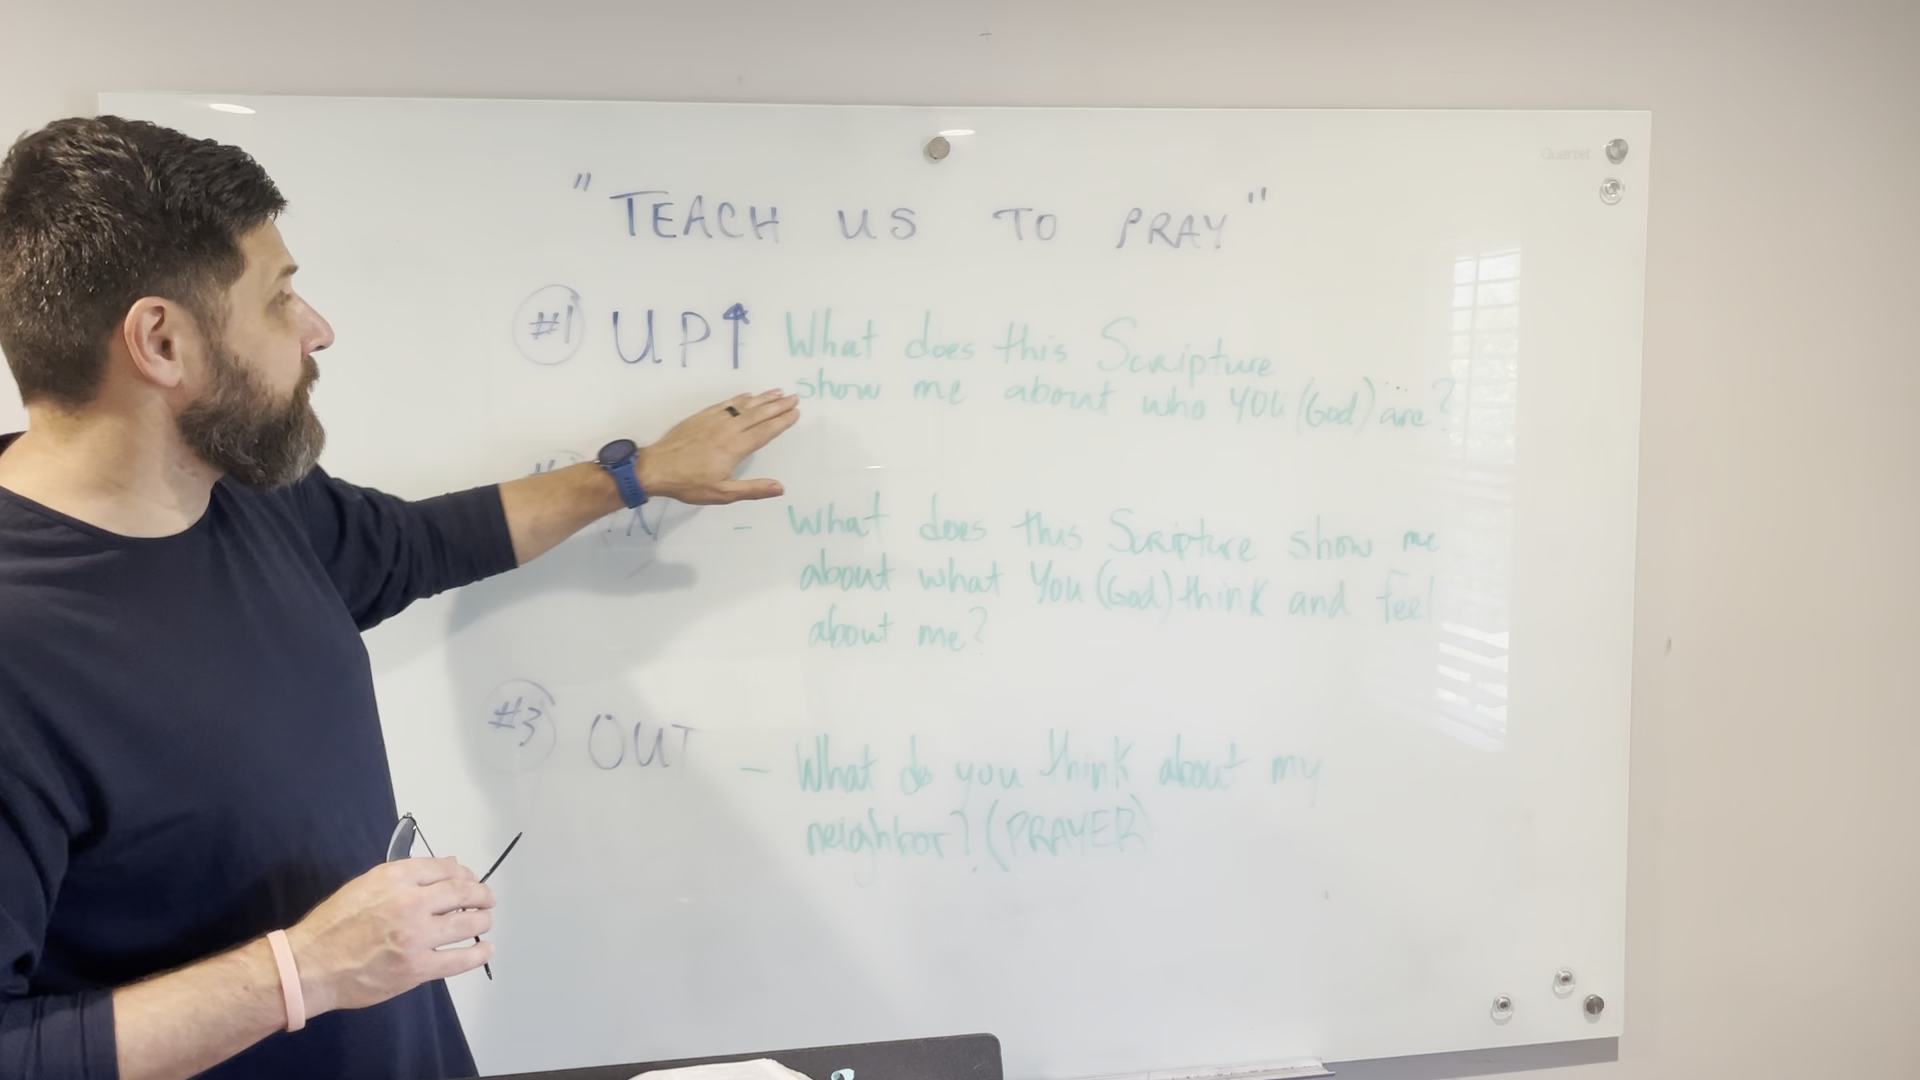 Quartet
" TEACH US TO PRAY "
#1 UP↑ What does this Scripture
show me about who YOU (God) are?
IN - What does this Scripture show me
about what You (God) think and feel
about me?
#3 OUT - What do you think about my
neighbor? (PRAYER)